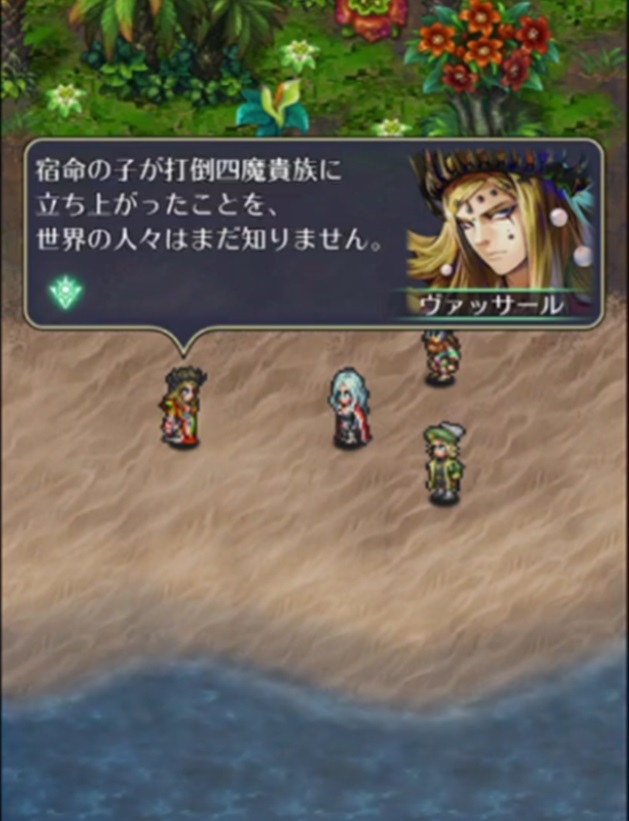 宿命の子が打倒四魔貴族に
立ち上がったことを、
世界の人々はまだ知りません。
ヴァッサール